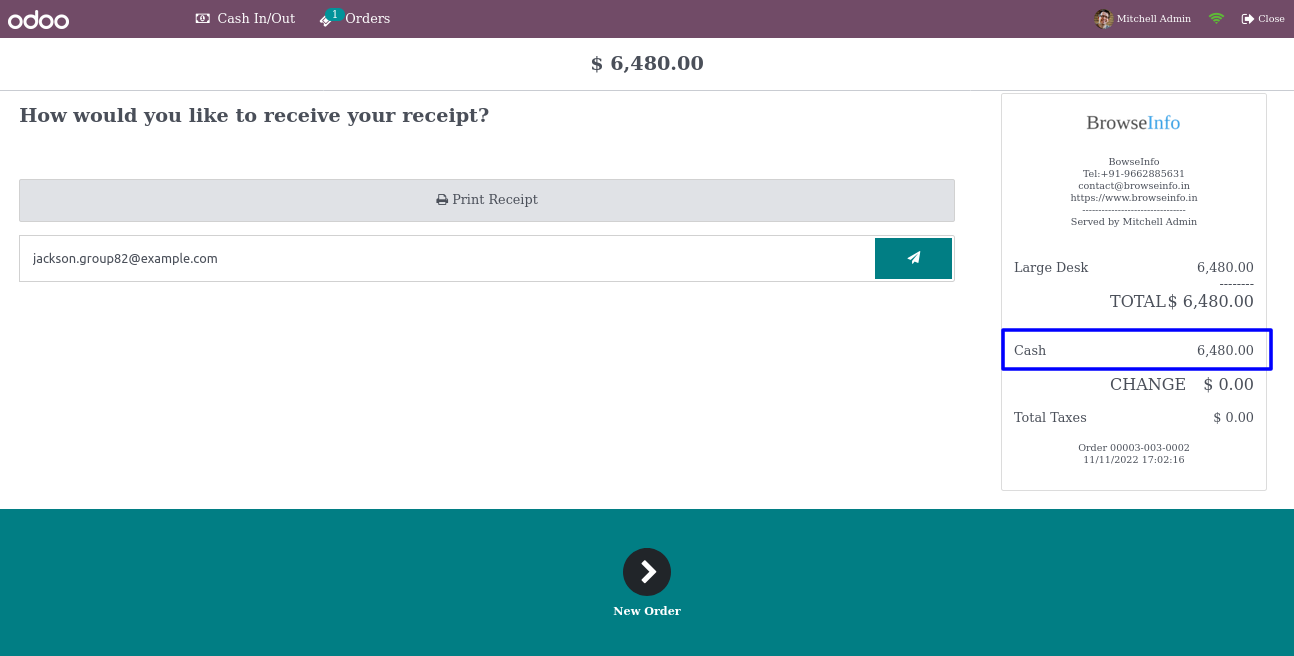 odoo
Cash In/Out
1
Orders
Mitchell Admin
Close
$ 6,480.00
How would you like to receive your receipt?
Print Receipt
jackson.group82@example.com
BrowseInfo
BowseInfo
Tel:+91-9662885631
contact@browseinfo.in
https://www.browseinfo.in
--------------------------------
Served by Mitchell Admin
Large Desk 6,480.00
--------
TOTAL $ 6,480.00
Cash 6,480.00
CHANGE $ 0.00
Total Taxes $ 0.00
Order 00003-003-0002
11/11/2022 17:02:16
New Order